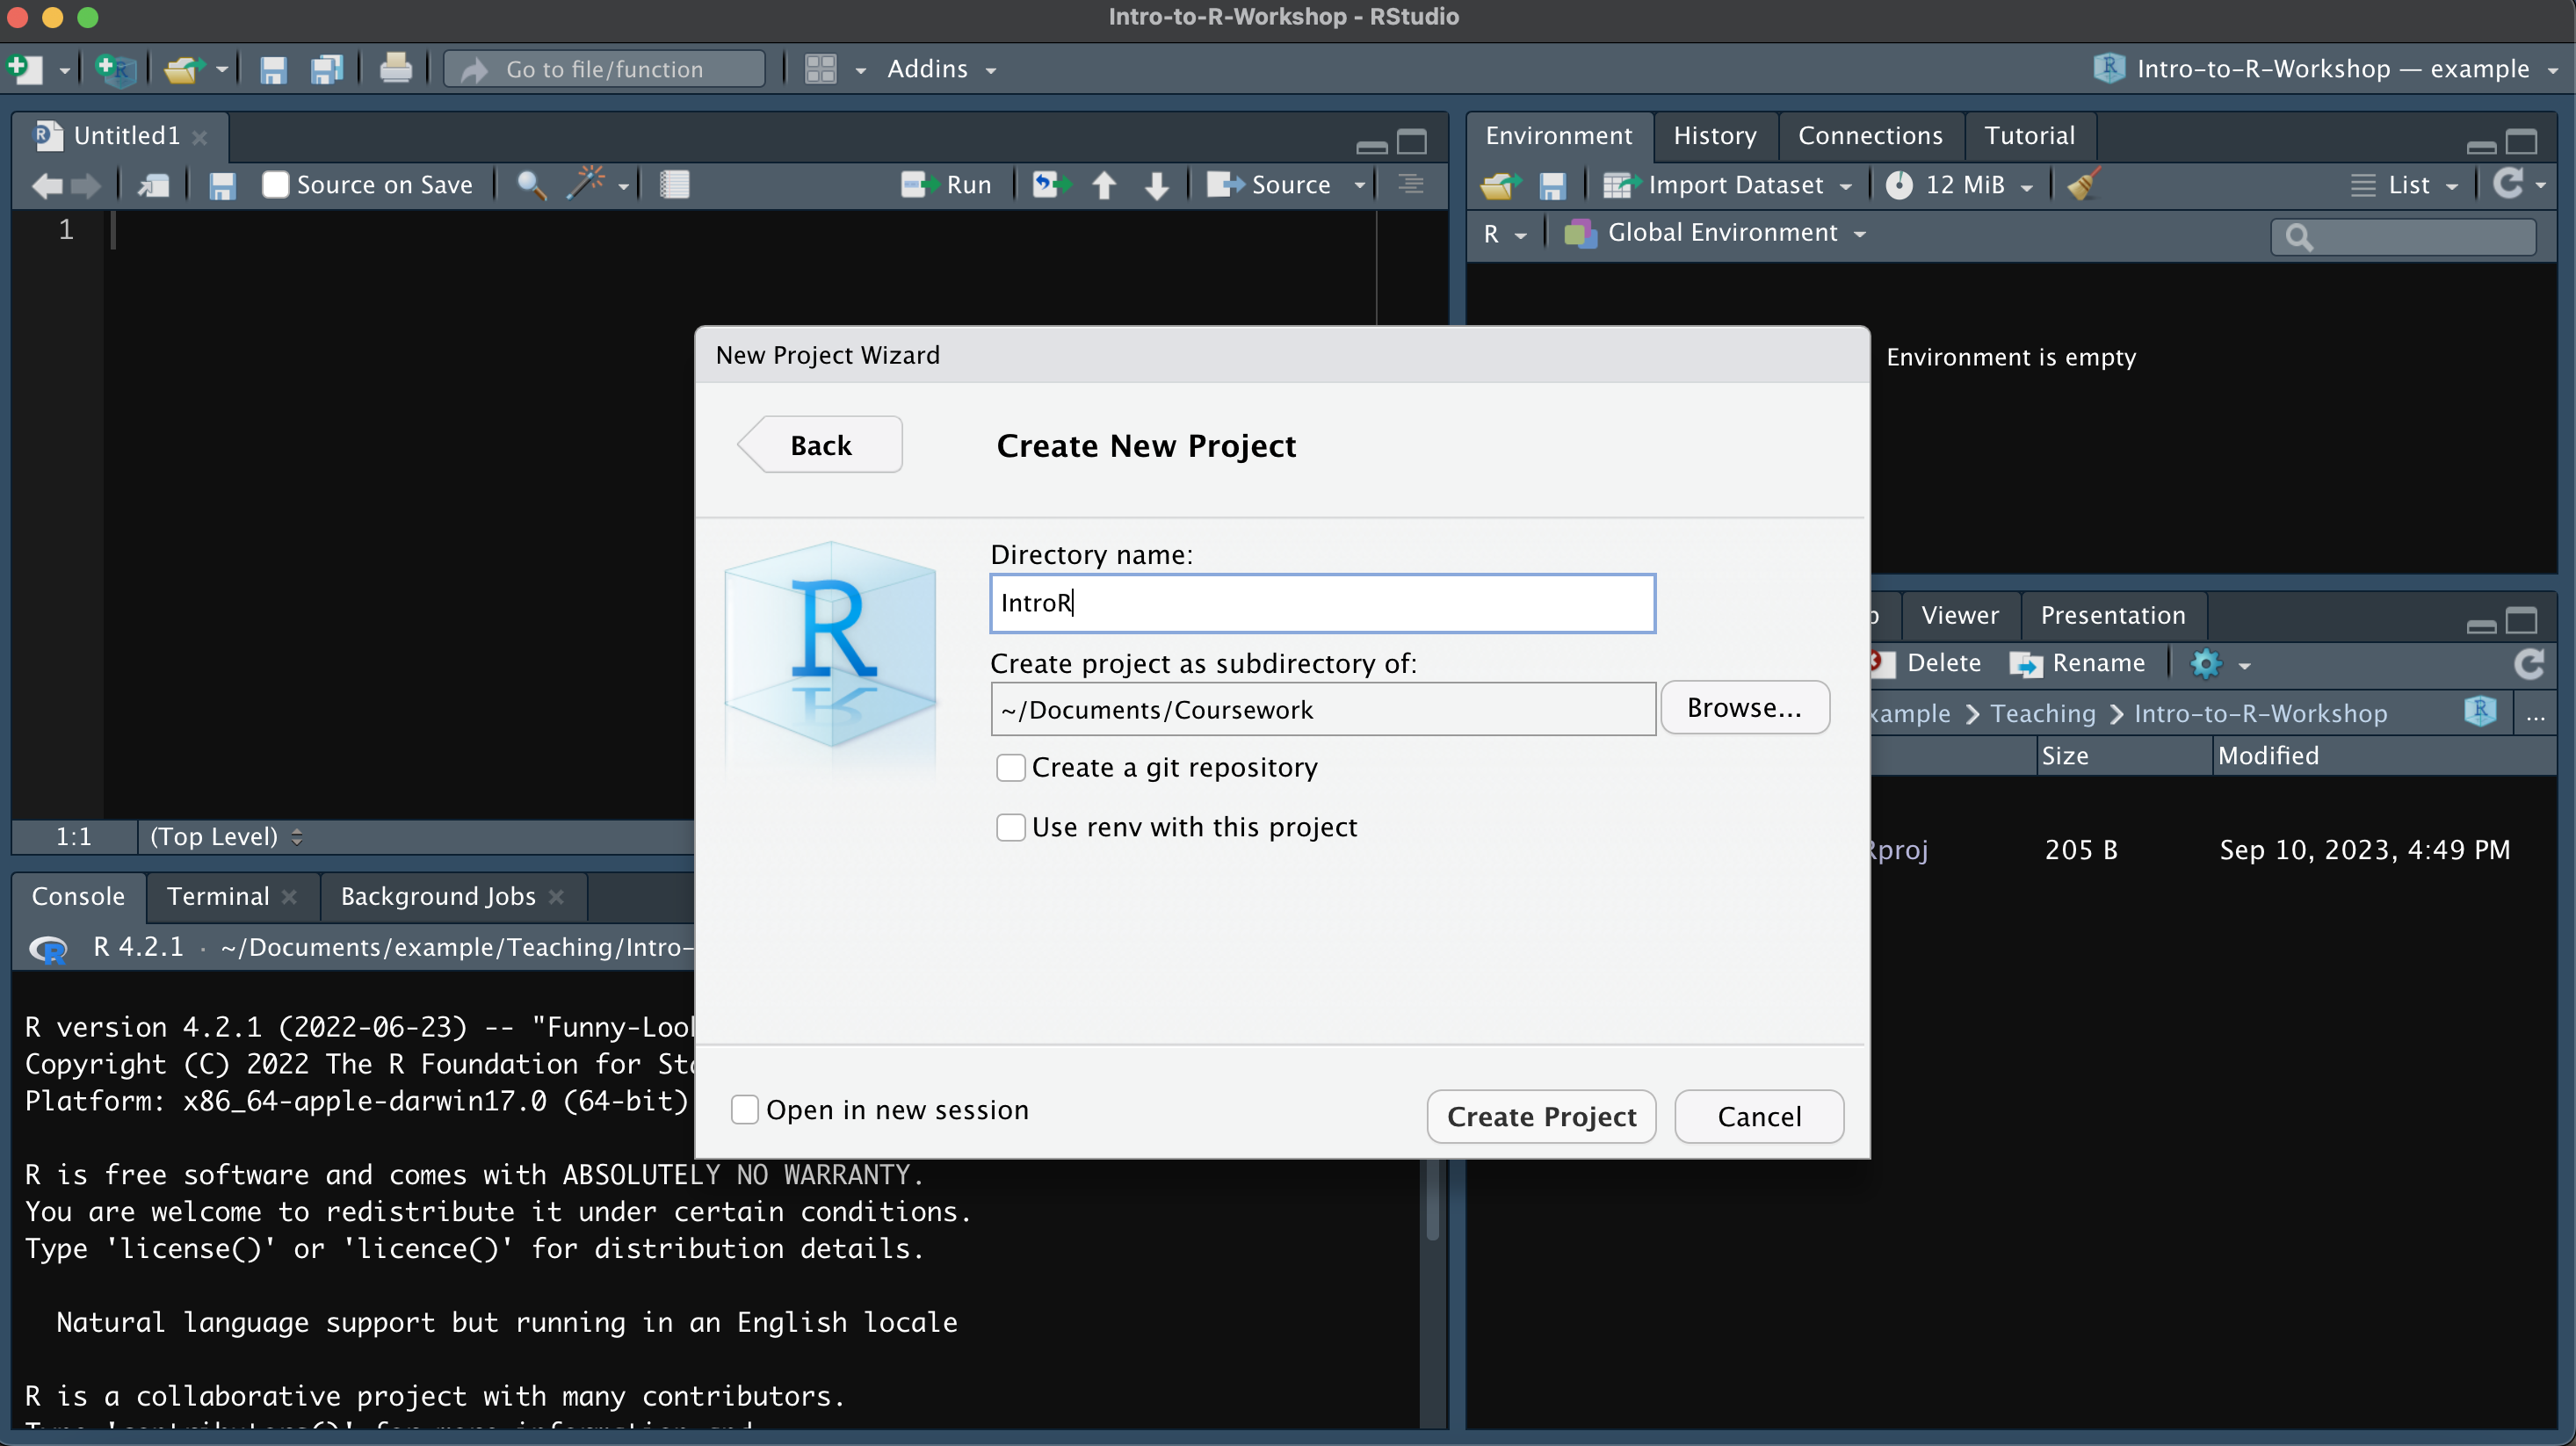 Intro-to-R-Workshop - RStudio
Go to file/function
Addins
Intro-to-R-Workshop — example
Untitled1
Source on Save
Run
Source
1
1:1
(Top Level)
Environment
History
Connections
Tutorial
Import Dataset
12 MiB
List
R
Global Environment
Environment is empty
New Project Wizard
Back
Create New Project
R
Directory name:
IntroR
Create project as subdirectory of:
~/Documents/Coursework
Browse...
Create a git repository
Use renv with this project
Open in new session
Create Project
Cancel
Viewer
Presentation
Delete
Rename
Teaching
Intro-to-R-Workshop
...
Size
Modified
Rproj
205 B
Sep 10, 2023, 4:49 PM
Console
Terminal
Background Jobs
R 4.2.1 · ~/Documents/example/Teaching/Intro-
R version 4.2.1 (2022-06-23) -- "Funny-Loo
Copyright (C) 2022 The R Foundation for
Platform: x86_64-apple-darwin17.0 (64-bit)
R is free software and comes with ABSOLUTELY NO WARRANTY.
You are welcome to redistribute it under certain conditions.
Type 'license()' or 'licence()' for distribution details.
Natural language support but running in an English locale
R is a collaborative project with many contributors.